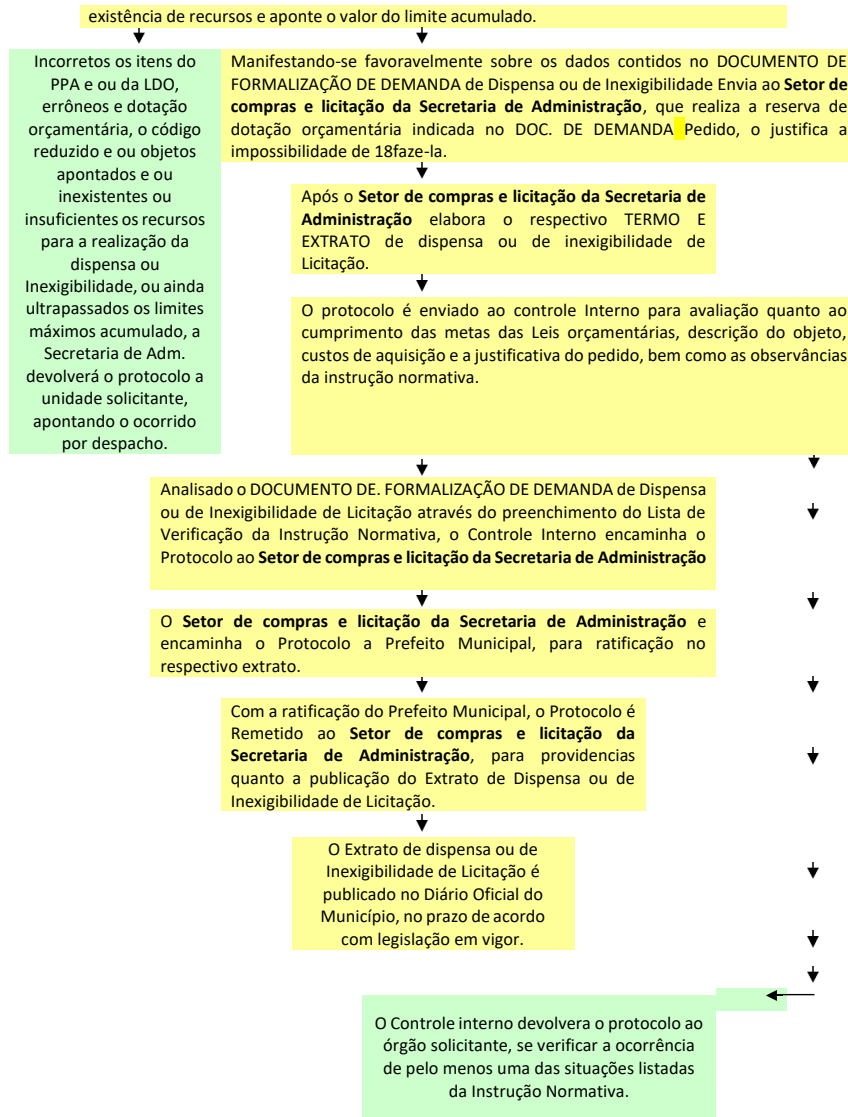 existência de recursos e aponte o valor do limite acumulado.
Incorretos os itens do
PPA e ou da LDO,
errôneos e dotação
orçamentária, o código
reduzido e ou objetos
apontados e ou
inexistentes ou
insuficientes os recursos
para a realização da
dispensa ou
Inexigibilidade, ou ainda
ultrapassados os limites
máximos acumulado, a
Secretaria de Adm.
devolverá o protocolo a
unidade solicitante,
apontando o ocorrido
por despacho.
Manifestando-se favoravelmente sobre os dados contidos no DOCUMENTO DE
FORMALIZAÇÃO DE DEMANDA de Dispensa ou de Inexigibilidade Envia ao Setor de
compras e licitação da Secretaria de Administração, que realiza a reserva de
dotação orçamentária indicada no DOC. DE DEMANDA Pedido, o justifica a
impossibilidade de 18faze-la.
Após o Setor de compras e licitação da Secretaria de
Administração elabora o respectivo TERMO E
EXTRATO de dispensa ou de inexigibilidade de
Licitação.
O protocolo é enviado ao controle Interno para avaliação quanto ao
cumprimento das metas das Leis orçamentárias, descrição do objeto,
custos de aquisição e a justificativa do pedido, bem como as observâncias
da instrução normativa.
Analisado o DOCUMENTO DE. FORMALIZAÇÃO DE DEMANDA de Dispensa
ou de Inexigibilidade de Licitação através do preenchimento do Lista de
Verificação da Instrução Normativa, o Controle Interno encaminha o
Protocolo ao Setor de compras e licitação da Secretaria de Administração
O Setor de compras e licitação da Secretaria de Administração e
encaminha o Protocolo a Prefeito Municipal, para ratificação no
respectivo extrato.
Com a ratificação do Prefeito Municipal, o Protocolo é
Remetido ao Setor de compras e licitação da
Secretaria de Administração, para providencias
quanto a publicação do Extrato de Dispensa ou de
Inexigibilidade de Licitação.
O Extrato de dispensa ou de
Inexigibilidade de Licitação é
publicado no Diário Oficial do
Município, no prazo de acordo
com legislação em vigor.
O Controle interno devolvera o protocolo ao
órgão solicitante, se verificar a ocorrência
de pelo menos uma das situações listadas
da Instrução Normativa.